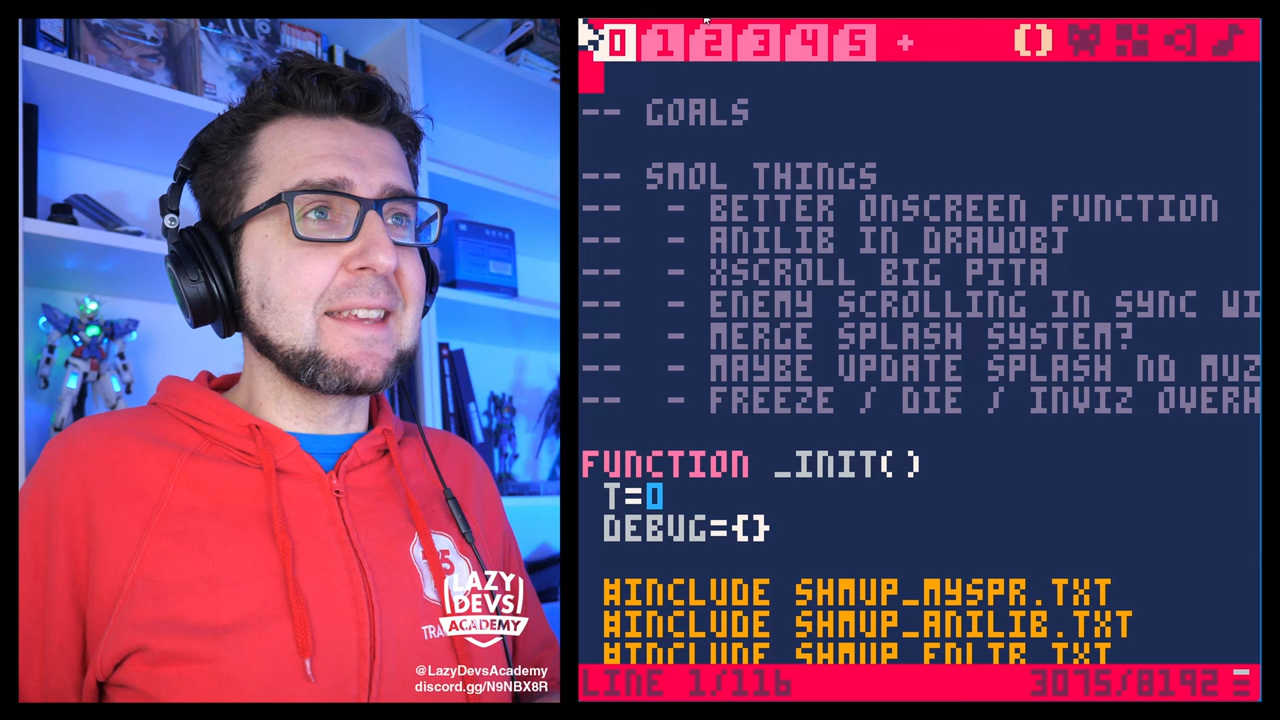 0 1 2 3 4 5 +
-- GOALS
-- SMOL THINGS
-- - BETTER ONSCREEN FUNCTION
-- - ANILIB IN DRAWOBJ
-- - XSCROLL BIG PITA
-- - ENEMY SCROLLING IN SYNC WI
-- - MERGE SPLASH SYSTEM?
-- - MAYBE UPDATE SPLASH NO MUZ
-- - FREEZE / DIE / INVIZ OVERH
FUNCTION _INIT()
T=0
DEBUG={}
#INCLUDE SHMUP_MYSPR.TXT
#INCLUDE SHMUP_ANILIB.TXT
#INCLUDE SHMUP_ENLTR.TXT
LINE 1/116
3075/8192
LAZY
DEVS
ACADEMY
@LazyDevsAcademy
discord.gg/N9NBX8R